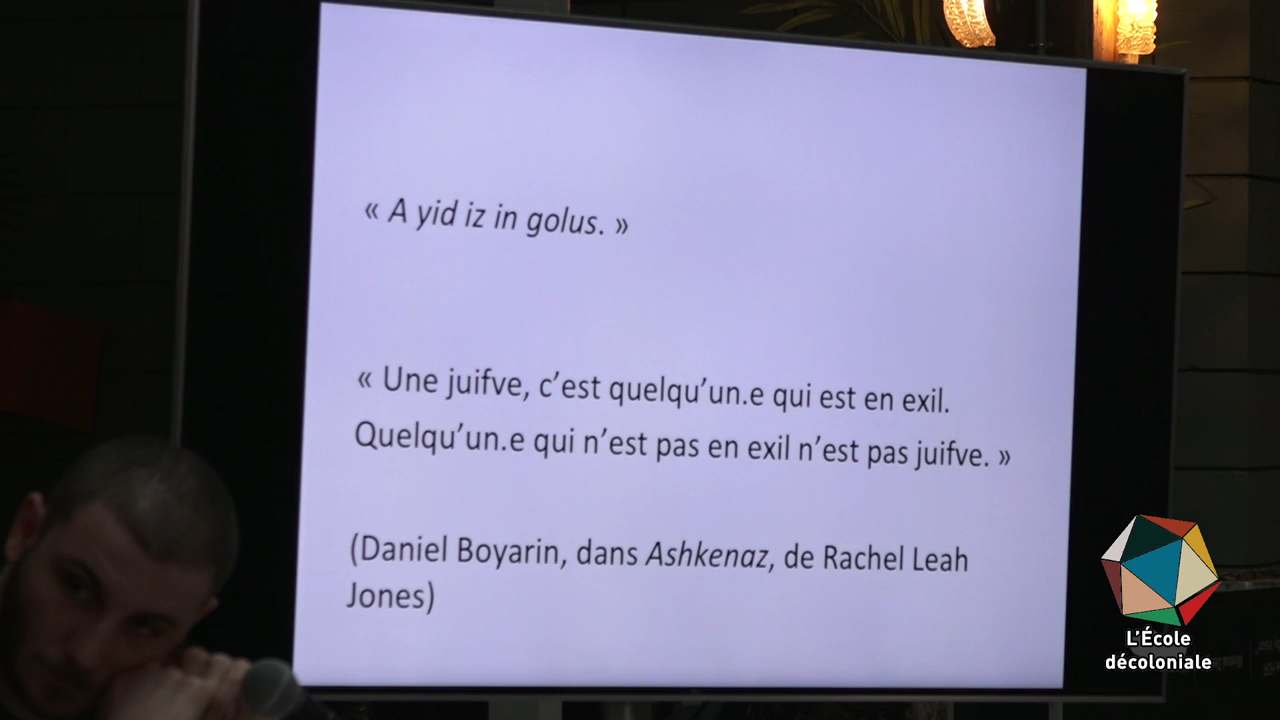 « A yid iz in golus. »
« Une juifve, c’est quelqu’un.e qui est en exil.
Quelqu’un.e qui n’est pas en exil n’est pas juifve. »
(Daniel Boyarin, dans Ashkenaz, de Rachel Leah
Jones)
L’École
décoloniale